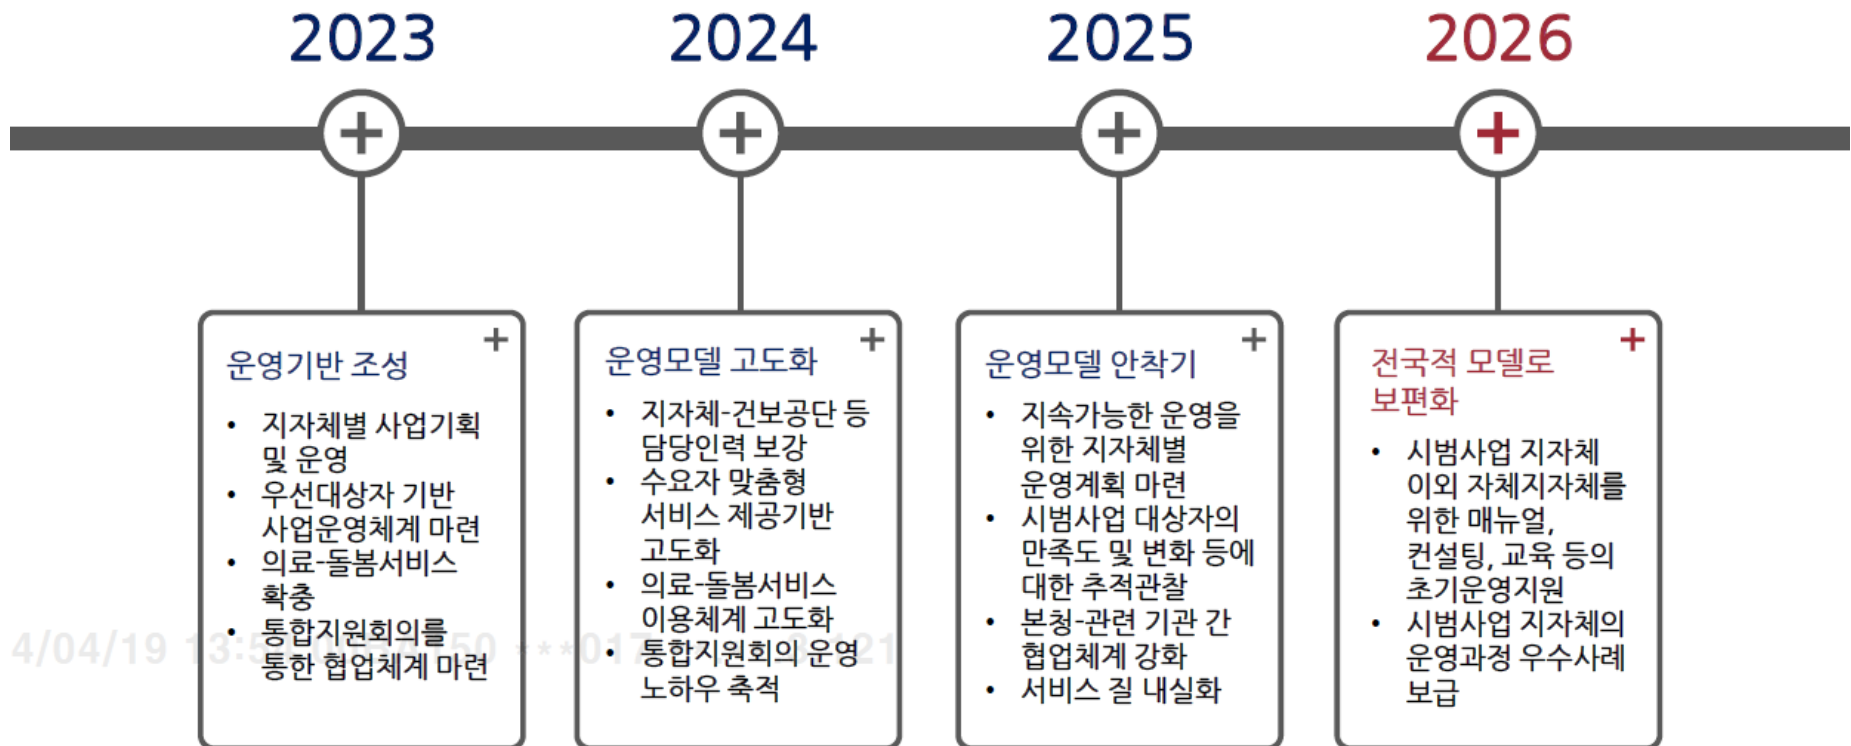 2023
2024
2025
2026
운영기반 조성
• 지자체별 사업기획
및 운영
• 우선대상자 기반
사업운영체계 마련
• 의료-돌봄서비스
확충
• 통합지원회의를
통한 협업체계 마련
운영모델 고도화
• 지자체-건보공단 등
담당인력 보강
• 수요자 맞춤형
서비스 제공기반
고도화
• 의료-돌봄서비스
이용체계 고도화
• 통합지원회의 운영
노하우 축적
운영모델 안착기
• 지속가능한 운영을
위한 지자체별
운영계획 마련
• 시범사업 대상자의
만족도 및 변화 등에
대한 추적관찰
• 본청-관련 기관 간
협업체계 강화
• 서비스 질 내실화
전국적 모델로
보편화
• 시범사업 지자체
이외 자체지자체를
위한 매뉴얼,
컨설팅, 교육 등의
초기운영지원
• 시범사업 지자체의
운영과정 우수사례
보급
4/04/19